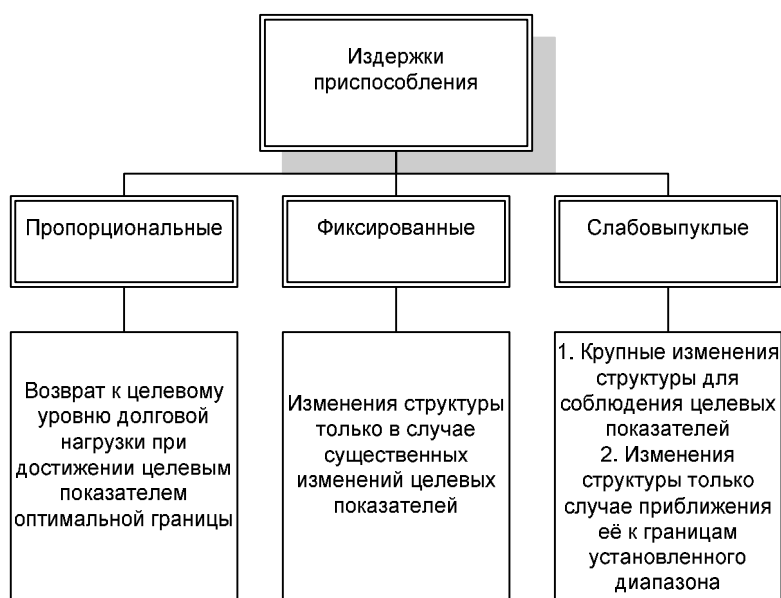 Издержки
приспособления
Пропорциональные
Фиксированные
Слабовыпуклые
Возврат к целевому
уровню долговой
нагрузки при
достижении целевым
показателем
оптимальной границы
Изменения структуры
только в случае
существенных
изменений целевых
показателей
1. Крупные изменения
структуры для
соблюдения целевых
показателей
2. Изменения
структуры только
случае приближения
её к границам
установленного
диапазона